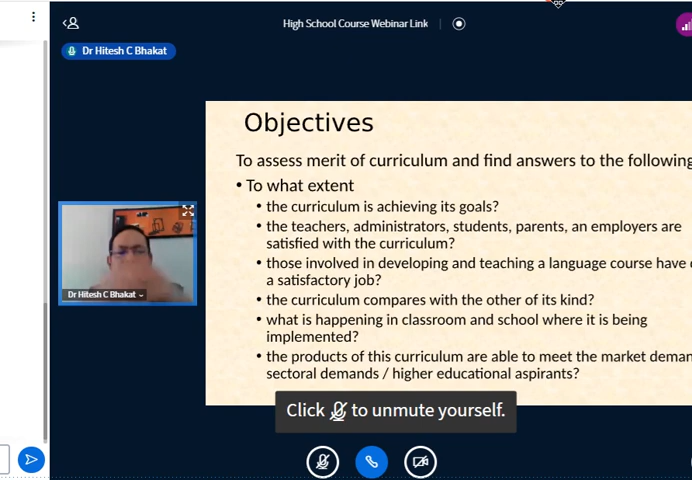 High School Course Webinar Link
Dr Hitesh C Bhakat
Objectives
To assess merit of curriculum and find answers to the following
• To what extent
• the curriculum is achieving its goals?
• the teachers, administrators, students, parents, an employers are
satisfied with the curriculum?
• those involved in developing and teaching a language course have
a satisfactory job?
• the curriculum compares with the other of its kind?
• what is happening in classroom and school where it is being
implemented?
• the products of this curriculum are able to meet the market
sectoral demands / higher educational aspirants?
Dr Hitesh C Bhakat
Click to unmute yourself.